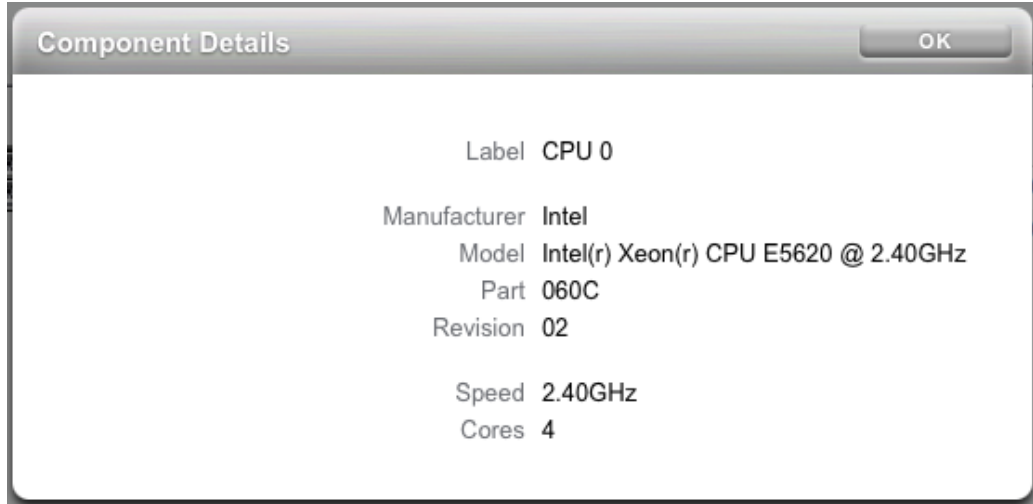 Component Details
OK
Label CPU 0
Manufacturer Intel
Model Intel(r) Xeon(r) CPU E5620 @ 2.40GHz
Part 060C
Revision 02
Speed 2.40GHz
Cores 4